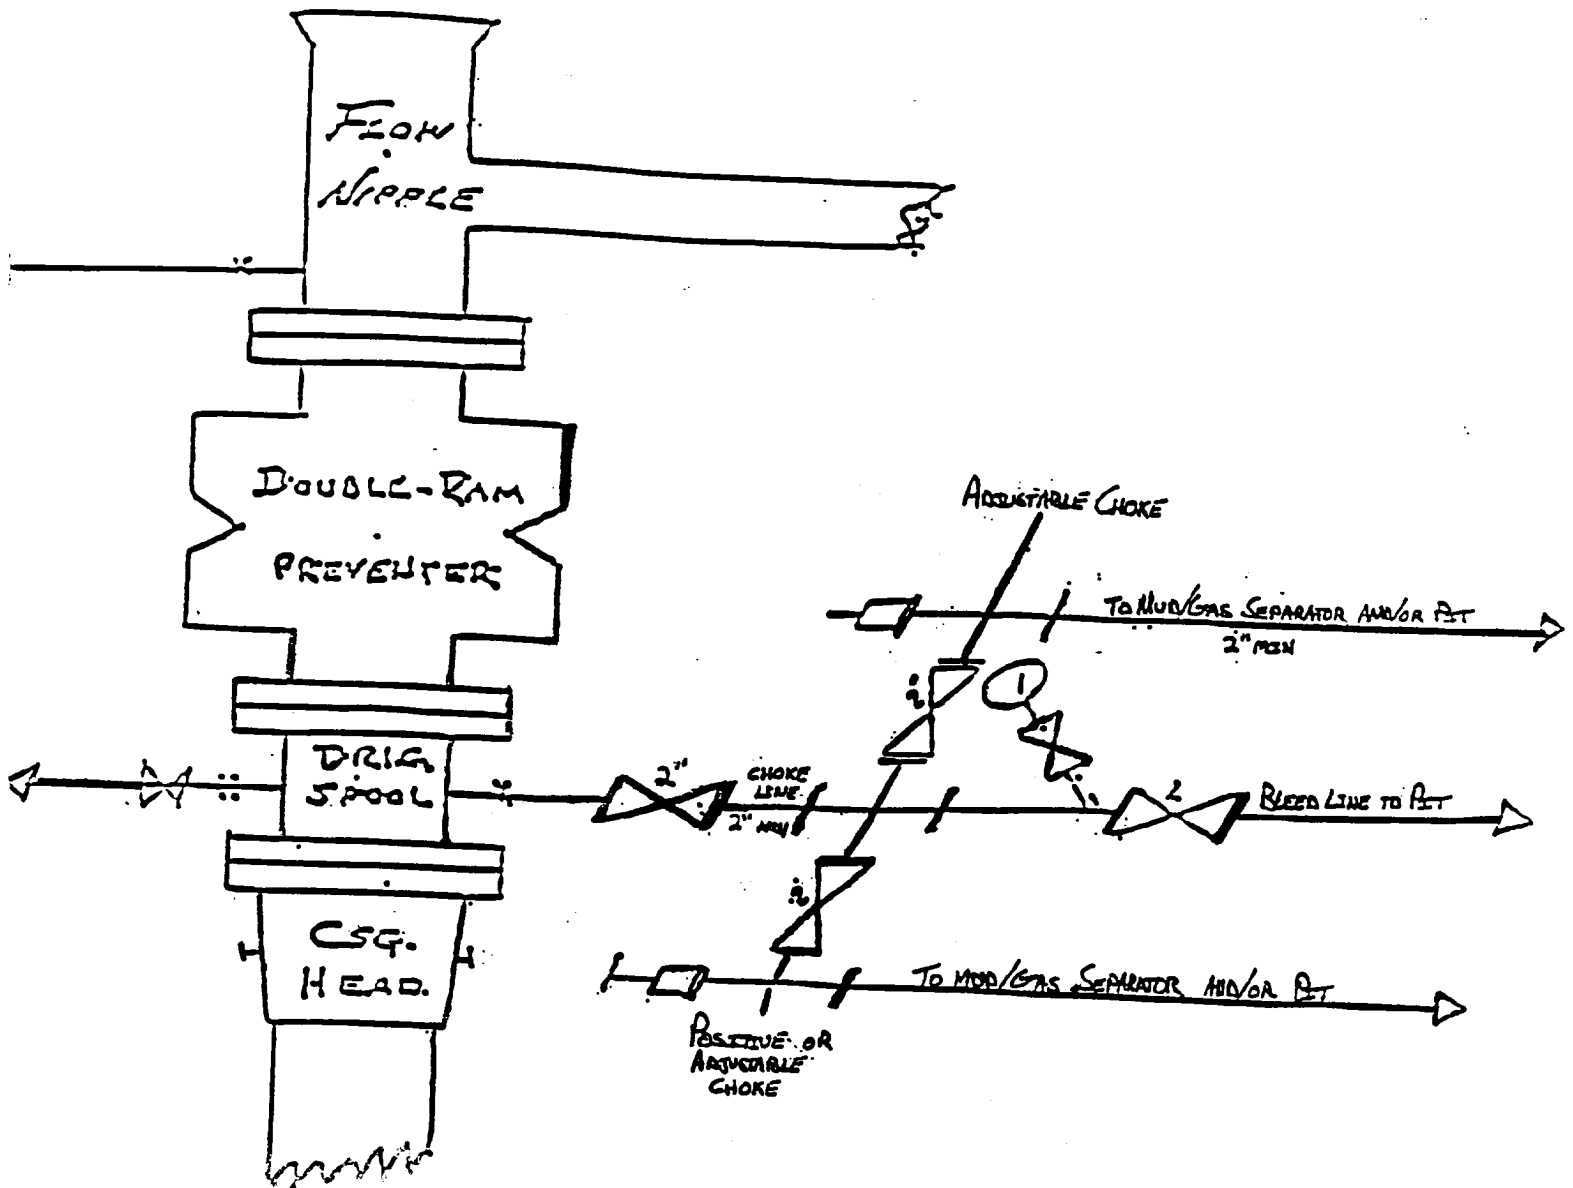 FLOW
NIPPLE
DOUBLE-RAM
PREVENTER
ADJUSTABLE CHOKE
TO MUD/GAS SEPARATOR AND/OR PIT
2" MIN
2"
1
DRLG
SPOOL
2"
CHOKE
LINE
2" MIN
2
BLEED LINE TO PIT
2"
CSG.
HEAD.
TO MUD/GAS SEPARATOR AND/OR PIT
POSITIVE OR
ADJUSTABLE
CHOKE